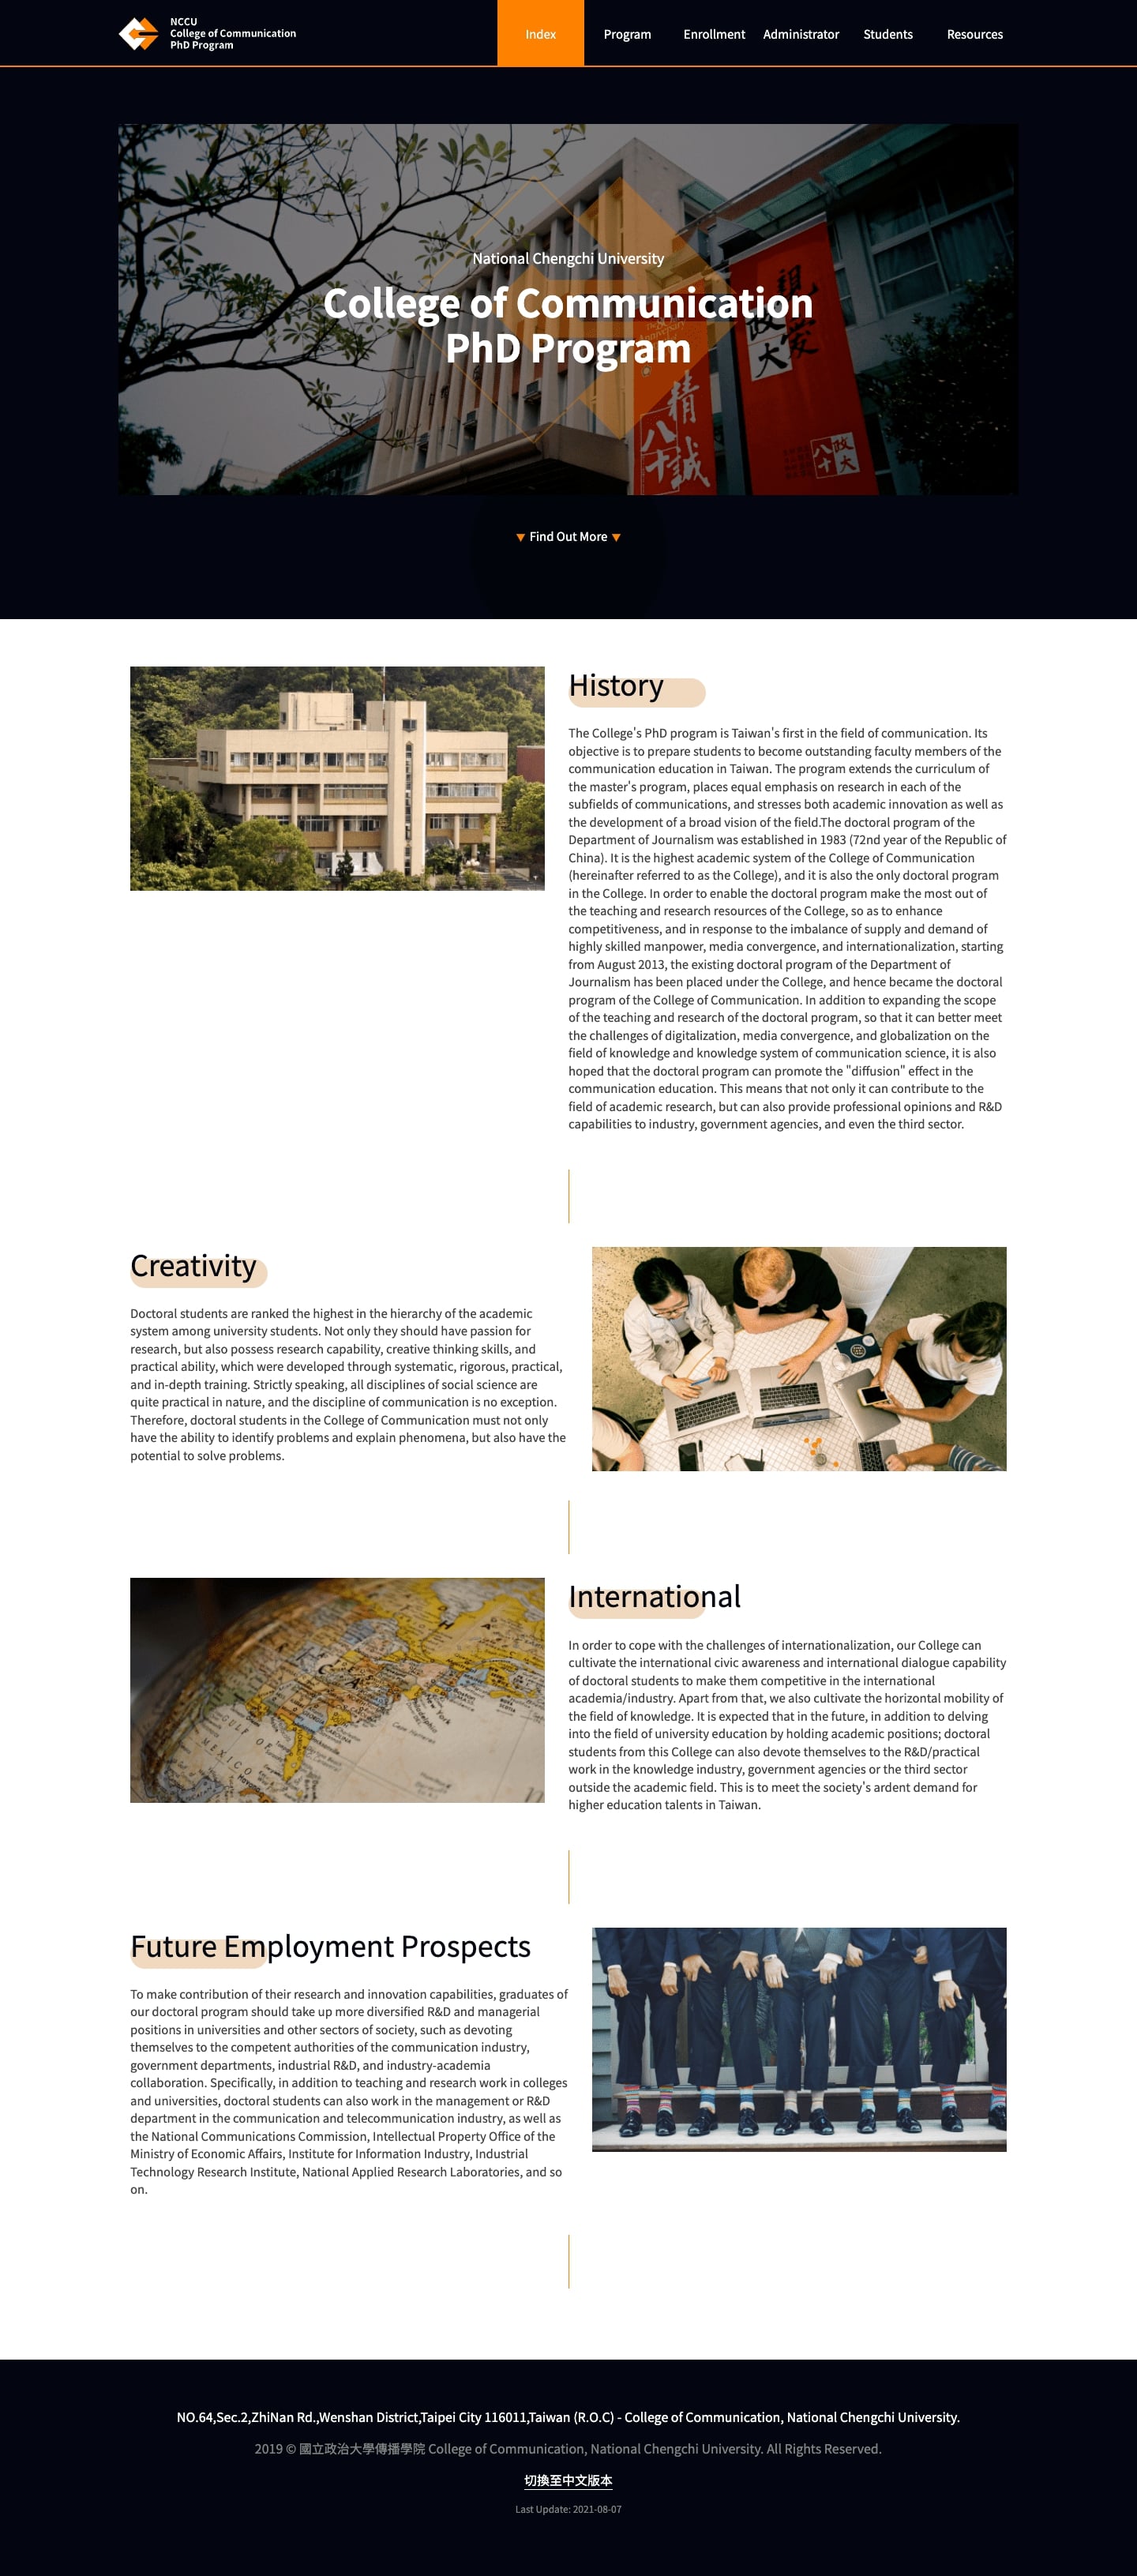 NCCU
College of Communication
PhD Program
Index
Program
Enrollment
Administrator
Students
Resources
National Chengchi University
College of Communication
PhD Program
親愛
政大
精誠
八十
政大
八十
▼ Find Out More ▼
History
The College's PhD program is Taiwan's first in the field of communication. Its
objective is to prepare students to become outstanding faculty members of the
communication education in Taiwan. The program extends the curriculum of
the master's program, places equal emphasis on research in each of the
subfields of communications, and stresses both academic innovation as well as
the development of a broad vision of the field.The doctoral program of the
Department of Journalism was established in 1983 (72nd year of the Republic of
China). It is the highest academic system of the College of Communication
(hereinafter referred to as the College), and it is also the only doctoral program
in the College. In order to enable the doctoral program make the most out of
the teaching and research resources of the College, so as to enhance
competitiveness, and in response to the imbalance of supply and demand of
highly skilled manpower, media convergence, and internationalization, starting
from August 2013, the existing doctoral program of the Department of
Journalism has been placed under the College, and hence became the doctoral
program of the College of Communication. In addition to expanding the scope
of the teaching and research of the doctoral program, so that it can better meet
the challenges of digitalization, media convergence, and globalization on the
field of knowledge and knowledge system of communication science, it is also
hoped that the doctoral program can promote the "diffusion" effect in the
communication education. This means that not only it can contribute to the
field of academic research, but can also provide professional opinions and R&D
capabilities to industry, government agencies, and even the third sector.
Creativity
Doctoral students are ranked the highest in the hierarchy of the academic
system among university students. Not only they should have passion for
research, but also possess research capability, creative thinking skills, and
practical ability, which were developed through systematic, rigorous, practical,
and in-depth training. Strictly speaking, all disciplines of social science are
quite practical in nature, and the discipline of communication is no exception.
Therefore, doctoral students in the College of Communication must not only
have the ability to identify problems and explain phenomena, but also have the
potential to solve problems.
GULF OF
MEXICO
International
In order to cope with the challenges of internationalization, our College can
cultivate the international civic awareness and international dialogue capability
of doctoral students to make them competitive in the international
academia/industry. Apart from that, we also cultivate the horizontal mobility of
the field of knowledge. It is expected that in the future, in addition to delving
into the field of university education by holding academic positions; doctoral
students from this College can also devote themselves to the R&D/practical
work in the knowledge industry, government agencies or the third sector
outside the academic field. This is to meet the society's ardent demand for
higher education talents in Taiwan.
Future Employment Prospects
To make contribution of their research and innovation capabilities, graduates of
our doctoral program should take up more diversified R&D and managerial
positions in universities and other sectors of society, such as devoting
themselves to the competent authorities of the communication industry,
government departments, industrial R&D, and industry-academia
collaboration. Specifically, in addition to teaching and research work in colleges
and universities, doctoral students can also work in the management or R&D
department in the communication and telecommunication industry, as well as
the National Communications Commission, Intellectual Property Office of the
Ministry of Economic Affairs, Institute for Information Industry, Industrial
Technology Research Institute, National Applied Research Laboratories, and so
on.
NO.64,Sec.2,ZhiNan Rd.,Wenshan District,Taipei City 116011,Taiwan (R.O.C) - College of Communication, National Chengchi University.
2019 © 國立政治大學傳播學院 College of Communication, National Chengchi University. All Rights Reserved.
切換至中文版本
Last Update: 2021-08-07